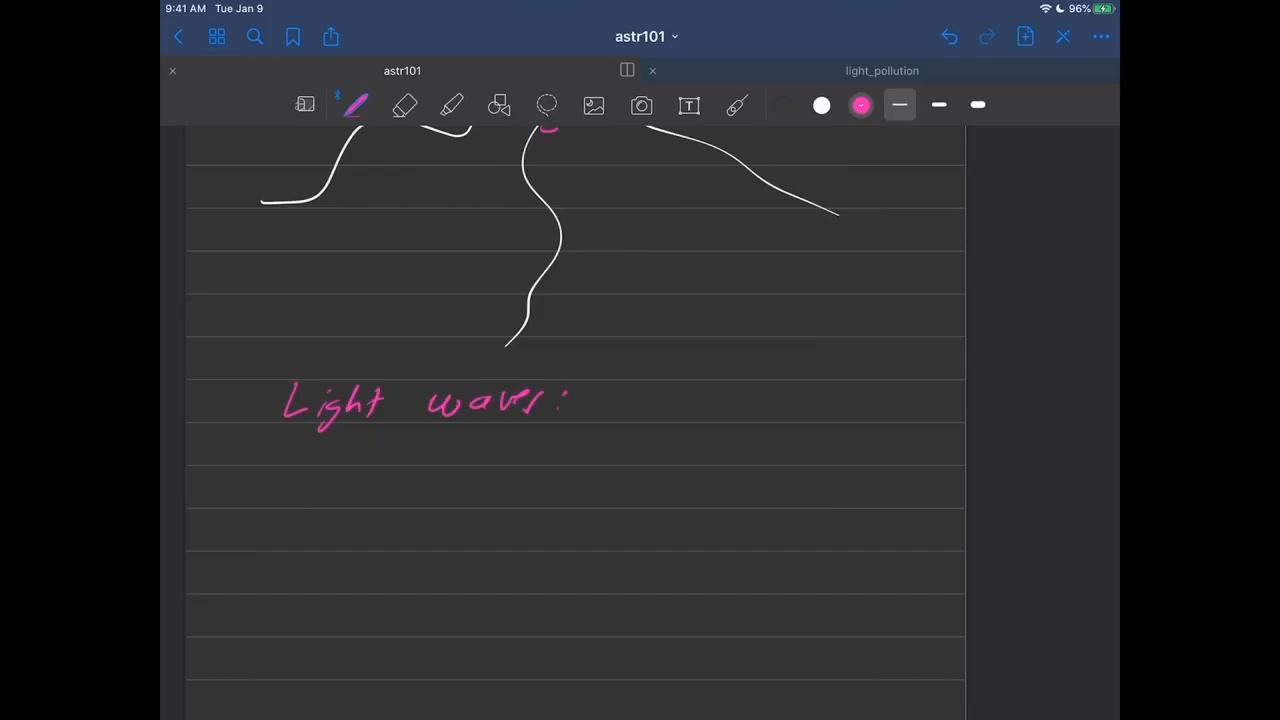 9:41 AM Tue Jan 9 96%
astr101
astr101 light_pollution
T
Light waves: